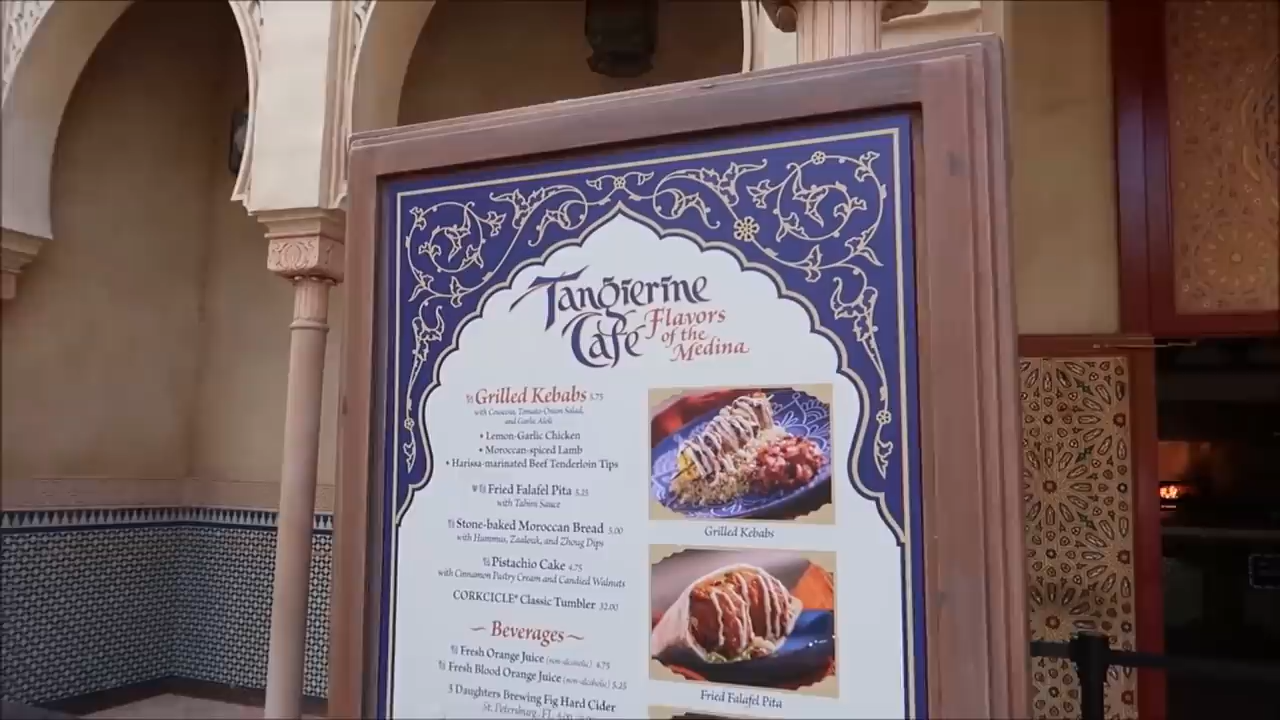 Tangierine
Café
Flavors
of the
Medina
Grilled Kebabs 5.75
with Couscous, Tomato-Onion Salad,
and Garlic Aïoli
• Lemon-Garlic Chicken
• Moroccan-spiced Lamb
• Harissa-marinated Beef Tenderloin Tips
Fried Falafel Pita 5.25
with Tahini Sauce
Stone-baked Moroccan Bread 5.00
with Hummus, Zaalouk, and Zhoug Dips
Pistachio Cake 4.75
with Cinnamon Pastry Cream and Candied Walnuts
CORKCICLE® Classic Tumbler 32.00
~ Beverages ~
Fresh Orange Juice (non-alcoholic) 4.75
Fresh Blood Orange Juice (non-alcoholic) 5.25
3 Daughters Brewing Fig Hard Cider
St. Petersburg, FL
Grilled Kebabs
Fried Falafel Pita